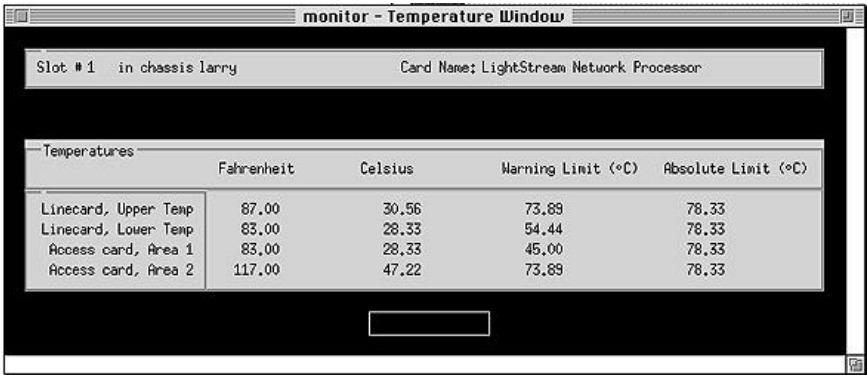 monitor - Temperature Window
Slot # 1 in chassis larry Card Name: LightStream Network Processor
Temperatures
Fahrenheit Celsius Warning Limit (°C) Absolute Limit (°C)
Linecard, Upper Temp 87.00 30.56 73.89 78.33
Linecard, Lower Temp 83.00 28.33 54.44 78.33
Access card, Area 1 83.00 28.33 45.00 78.33
Access card, Area 2 117.00 47.22 73.89 78.33